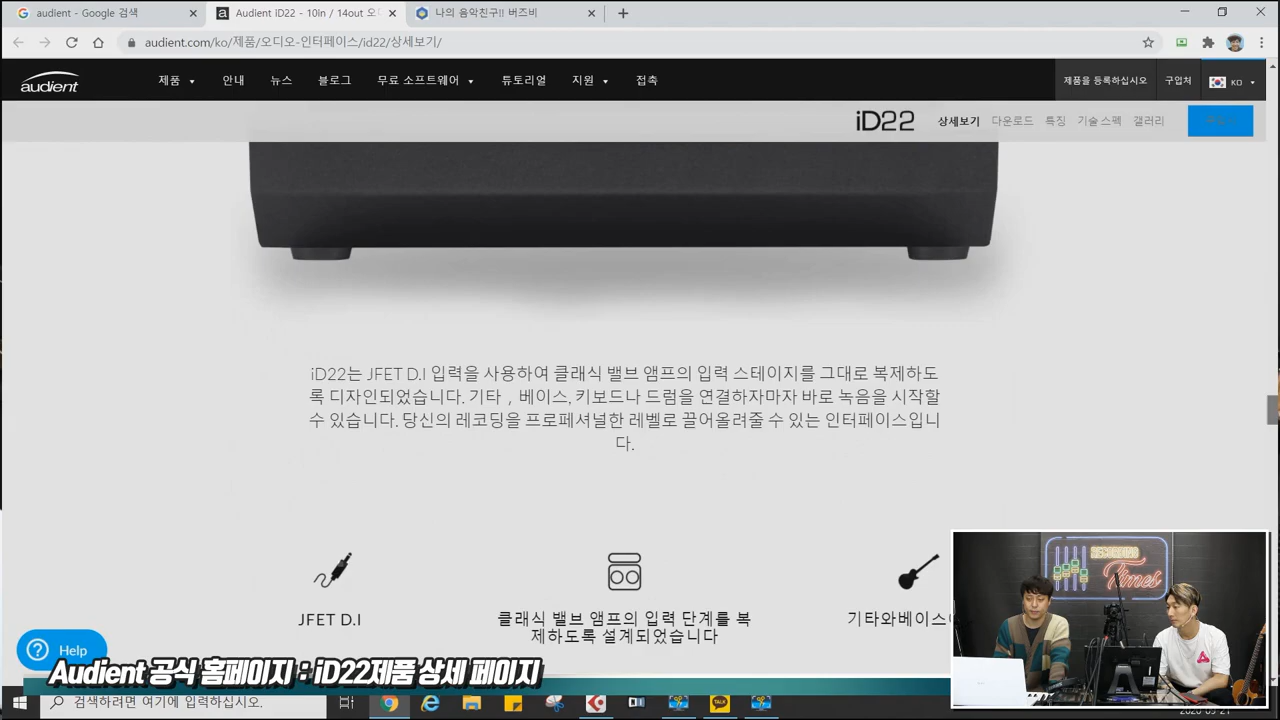 audient - Google 검색
Audient iD22 - 10in / 14out 오
나의 음악친구!! 버즈비
audient.com/ko/제품/오디오-인터페이스/id22/상세보기/
audient
제품
안내
뉴스
블로그
무료 소프트웨어
튜토리얼
지원
접촉
제품을 등록하십시오
구입처
KO
iD22
상세보기
다운로드
특징
기술 스펙
갤러리
iD22는 JFET D.I 입력을 사용하여 클래식 밸브 앰프의 입력 스테이지를 그대로 복제하도
록 디자인되었습니다. 기타 , 베이스, 키보드나 드럼을 연결하자마자 바로 녹음을 시작할
수 있습니다. 당신의 레코딩을 프로페셔널한 레벨로 끌어올려줄 수 있는 인터페이스입니
다.
JFET D.I
클래식 밸브 앰프의 입력 단계를 복
제하도록 설계되었습니다
기타와베이스
RECORDING
Times
Help
Audient 공식 홈페이지 : iD22제품 상세 페이지
검색하려면 여기에 입력하십시오.
TALK
2020-09-21